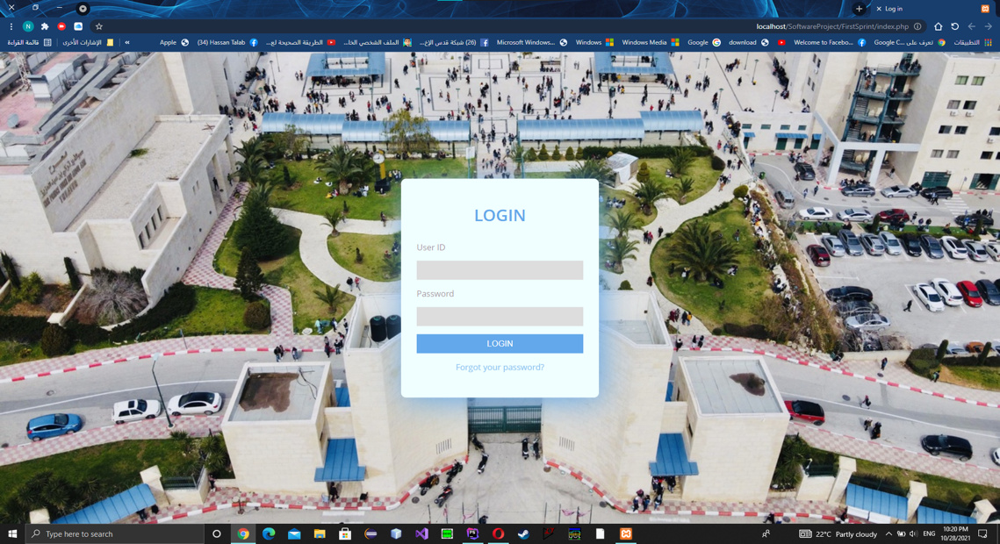 Log in
localhost/SoftwareProject/FirstSprint/index.php
N
التطبيقات
تعرف على Google C...
Welcome to Facebo...
download
Google
Windows Media
Windows
Microsoft Windows...
(26) شبكة قدس الإخ...
الملف الشخصي الخا...
الطريقة الصحيحة لع...
(34) Hassan Talab
Apple
»
الإشارات الأخرى
قائمة القراءة
LOGIN
User ID
Password
LOGIN
Forgot your password?
Type here to search
22°C Partly cloudy
ENG
10:20 PM
10/28/2021